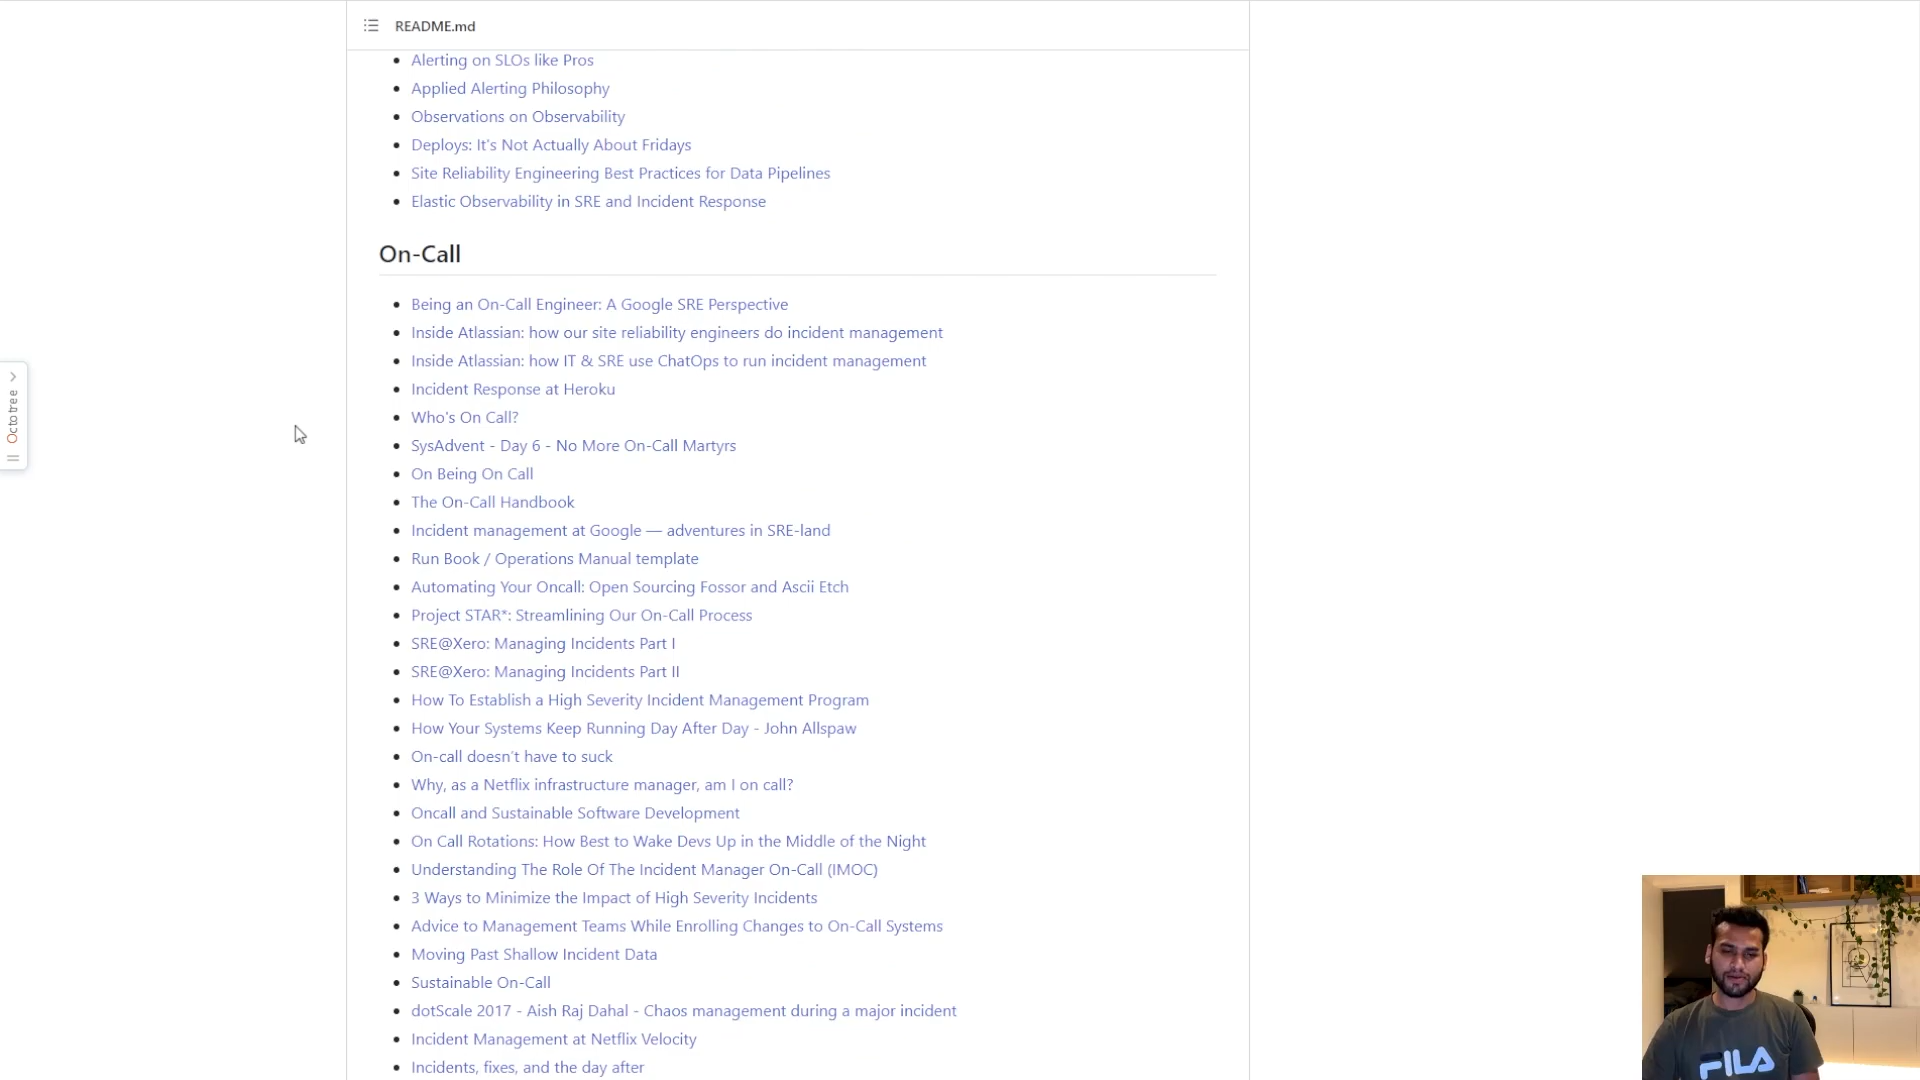 README.md
Alerting on SLOs like Pros
Applied Alerting Philosophy
Observations on Observability
Deploys: It's Not Actually About Fridays
Site Reliability Engineering Best Practices for Data Pipelines
Elastic Observability in SRE and Incident Response
On-Call
Being an On-Call Engineer: A Google SRE Perspective
Inside Atlassian: how our site reliability engineers do incident management
Inside Atlassian: how IT & SRE use ChatOps to run incident management
Incident Response at Heroku
Who's On Call?
SysAdvent - Day 6 - No More On-Call Martyrs
On Being On Call
The On-Call Handbook
Incident management at Google — adventures in SRE-land
Run Book / Operations Manual template
Automating Your Oncall: Open Sourcing Fossor and Ascii Etch
Project STAR*: Streamlining Our On-Call Process
SRE@Xero: Managing Incidents Part I
SRE@Xero: Managing Incidents Part II
How To Establish a High Severity Incident Management Program
How Your Systems Keep Running Day After Day - John Allspaw
On-call doesn't have to suck
Why, as a Netflix infrastructure manager, am I on call?
Oncall and Sustainable Software Development
On Call Rotations: How Best to Wake Devs Up in the Middle of the Night
Understanding The Role Of The Incident Manager On-Call (IMOC)
3 Ways to Minimize the Impact of High Severity Incidents
Advice to Management Teams While Enrolling Changes to On-Call Systems
Moving Past Shallow Incident Data
Sustainable On-Call
dotScale 2017 - Aish Raj Dahal - Chaos management during a major incident
Incident Management at Netflix Velocity
Incidents, fixes, and the day after
Octotree
FILA